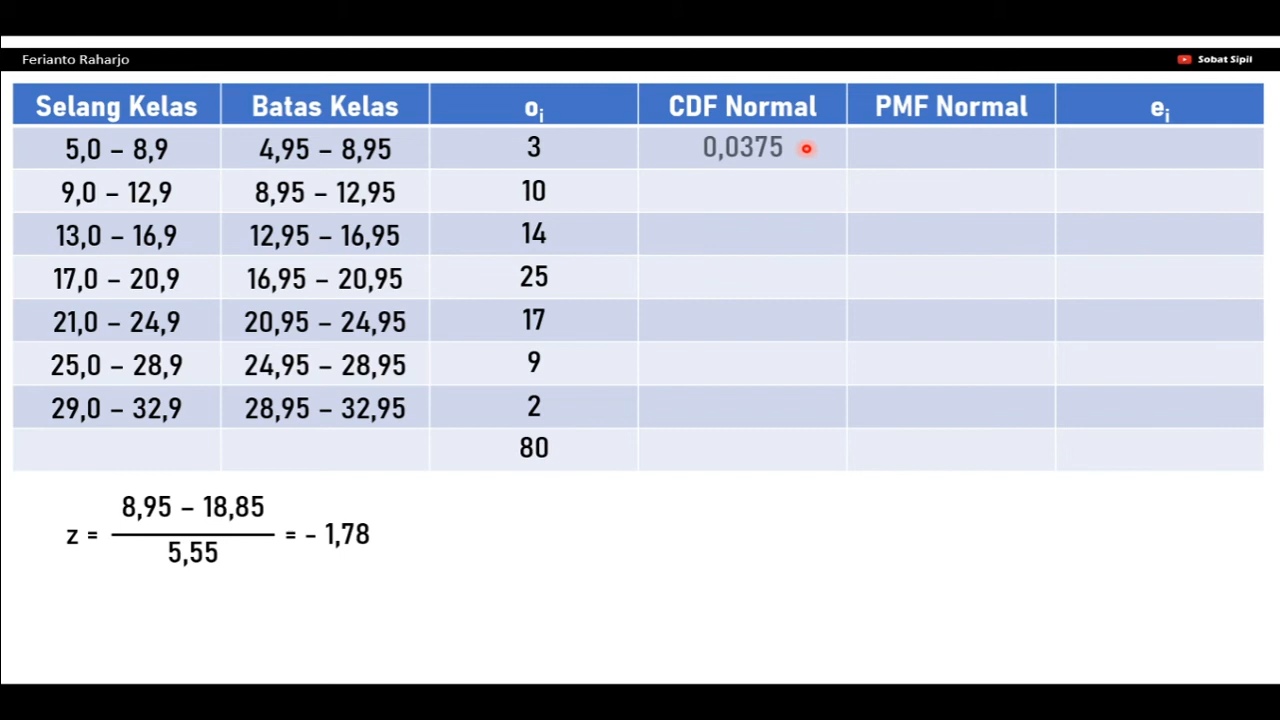 Ferianto Raharjo
Sobat Sipil
Selang Kelas Batas Kelas oi CDF Normal PMF Normal ei
5,0 – 8,9 4,95 – 8,95 3 0,0375
9,0 – 12,9 8,95 – 12,95 10
13,0 – 16,9 12,95 – 16,95 14
17,0 – 20,9 16,95 – 20,95 25
21,0 – 24,9 20,95 – 24,95 17
25,0 – 28,9 24,95 – 28,95 9
29,0 – 32,9 28,95 – 32,95 2
80
8,95 – 18,85
z = = - 1,78
5,55